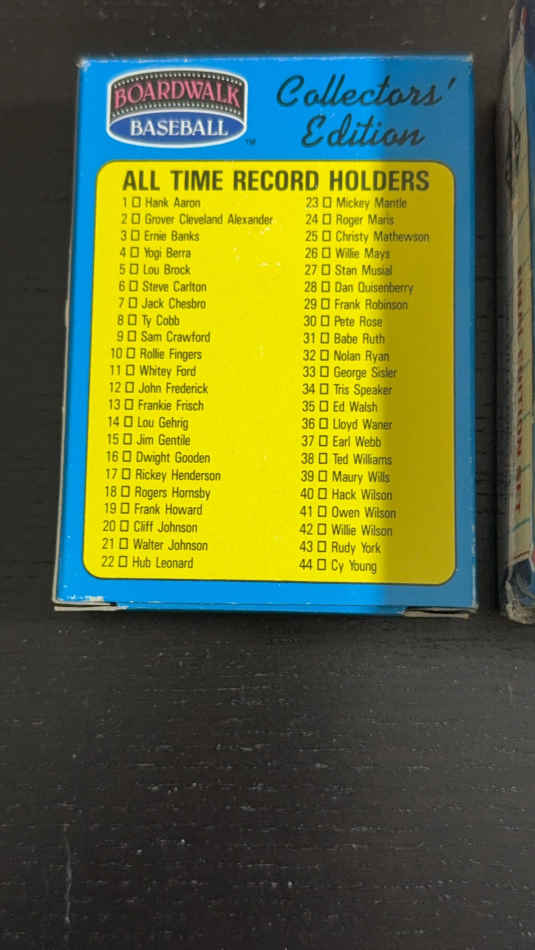 BOARDWALK
BASEBALL
TM
Collectors'
Edition
ALL TIME RECORD HOLDERS
1 □ Hank Aaron
2 □ Grover Cleveland Alexander
3 □ Ernie Banks
4 □ Yogi Berra
5 □ Lou Brock
6 □ Steve Carlton
7 □ Jack Chesbro
8 □ Ty Cobb
9 □ Sam Crawford
10 □ Rollie Fingers
11 □ Whitey Ford
12 □ John Frederick
13 □ Frankie Frisch
14 □ Lou Gehrig
15 □ Jim Gentile
16 □ Dwight Gooden
17 □ Rickey Henderson
18 □ Rogers Hornsby
19 □ Frank Howard
20 □ Cliff Johnson
21 □ Walter Johnson
22 □ Hub Leonard
23 □ Mickey Mantle
24 □ Roger Maris
25 □ Christy Mathewson
26 □ Willie Mays
27 □ Stan Musial
28 □ Dan Quisenberry
29 □ Frank Robinson
30 □ Pete Rose
31 □ Babe Ruth
32 □ Nolan Ryan
33 □ George Sisler
34 □ Tris Speaker
35 □ Ed Walsh
36 □ Lloyd Waner
37 □ Earl Webb
38 □ Ted Williams
39 □ Maury Wills
40 □ Hack Wilson
41 □ Owen Wilson
42 □ Willie Wilson
43 □ Rudy York
44 □ Cy Young